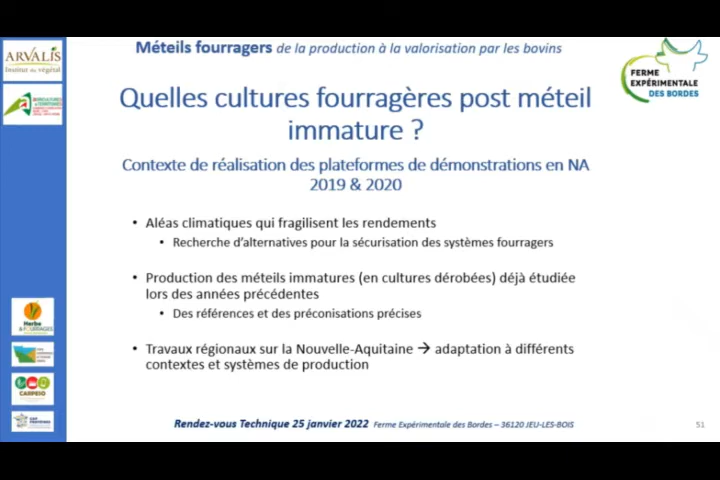 Méteils fourragers de la production à la valorisation par les bovins
ARVALIS
Institut du végétal
FERME
EXPÉRIMENTALE
DES BORDES
Quelles cultures fourragères post méteil
immature ?
Contexte de réalisation des plateformes de démonstrations en NA
2019 & 2020
• Aléas climatiques qui fragilisent les rendements
• Recherche d'alternatives pour la sécurisation des systèmes fourragers
• Production des méteils immatures (en cultures dérobées) déjà étudiée
lors des années précédentes
• Des références et des préconisations précises
• Travaux régionaux sur la Nouvelle-Aquitaine → adaptation à différents
contextes et systèmes de production
Herbe
& FOURRAGES
Rendez-vous Technique 25 janvier 2022 Ferme Expérimentale des Bordes – 36120 JEU-LES-BOIS
51